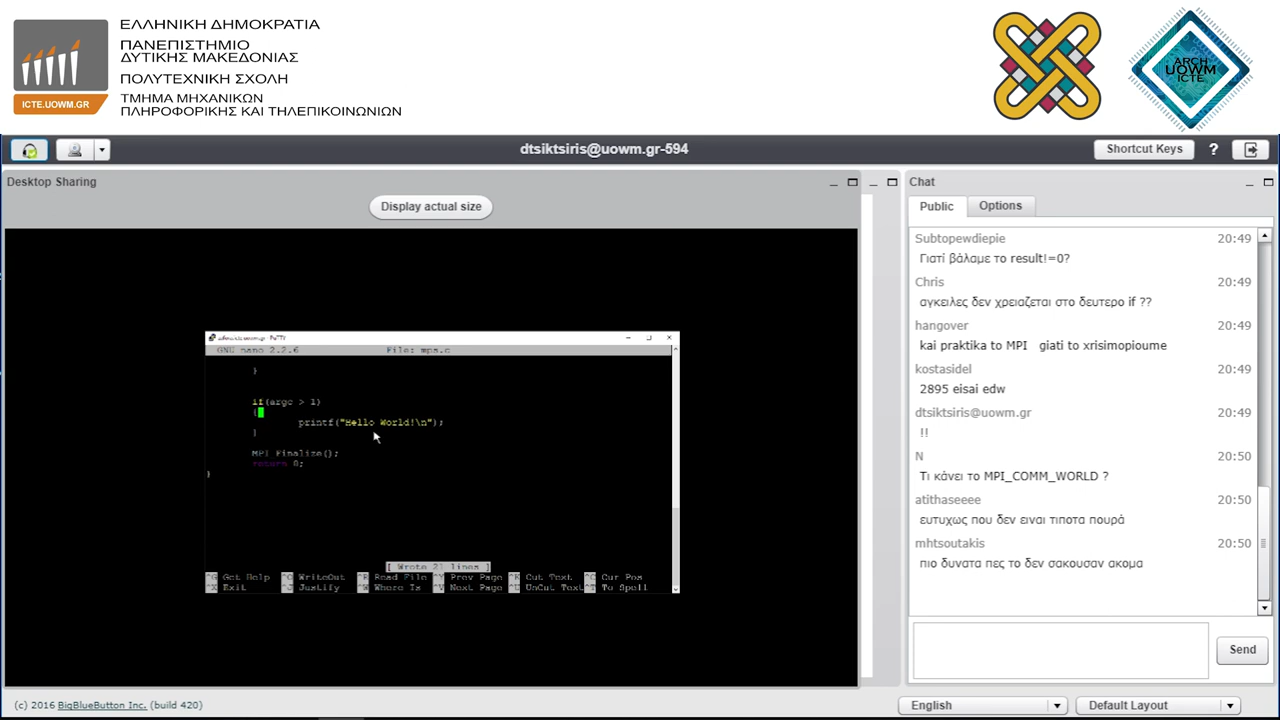 ΕΛΛΗΝΙΚΗ ΔΗΜΟΚΡΑΤΙΑ
ΠΑΝΕΠΙΣΤΗΜΙΟ
ΔΥΤΙΚΗΣ ΜΑΚΕΔΟΝΙΑΣ
ΠΟΛΥΤΕΧΝΙΚΗ ΣΧΟΛΗ
ΤΜΗΜΑ ΜΗΧΑΝΙΚΩΝ
ΠΛΗΡΟΦΟΡΙΚΗΣ ΚΑΙ ΤΗΛΕΠΙΚΟΙΝΩΝΙΩΝ
ICTE.UOWM.GR
ARCH
UOWM
ICTE
dtsiktsiris@uowm.gr-594
Shortcut Keys
?
Desktop Sharing
Display actual size
PuTTY
GNU nano 2.2.6 File: mps.c
}
if(argc > 1)
{
printf("Hello World!\n");
}
MPI_Finalize();
return 0;
}
[ Wrote 21 lines ]
^G Get Help ^O WriteOut ^R Read File ^Y Prev Page ^K Cut Text ^C Cur Pos
^X Exit ^J Justify ^W Where Is ^V Next Page ^U UnCut Text ^T To Spell
Chat
Public Options
Subtopewdiepie 20:49
Γιατί βάλαμε το result!=0?
Chris 20:49
αγκειλες δεν χρειαζεται στο δευτερο if ??
hangover 20:49
kai praktika to MPI giati to xrisimopioume
kostasidel 20:49
2895 eisai edw
dtsiktsiris@uowm.gr 20:49
!!
N 20:50
Τι κάνει το MPI_COMM_WORLD ?
atithaseeee 20:50
ευτυχως που δεν ειναι τιποτα πουρά
mhtsoutakis 20:50
πιο δυνατα πες το δεν σακουσαν ακομα
Send
(c) 2016 BigBlueButton Inc. (build 420)
English
Default Layout